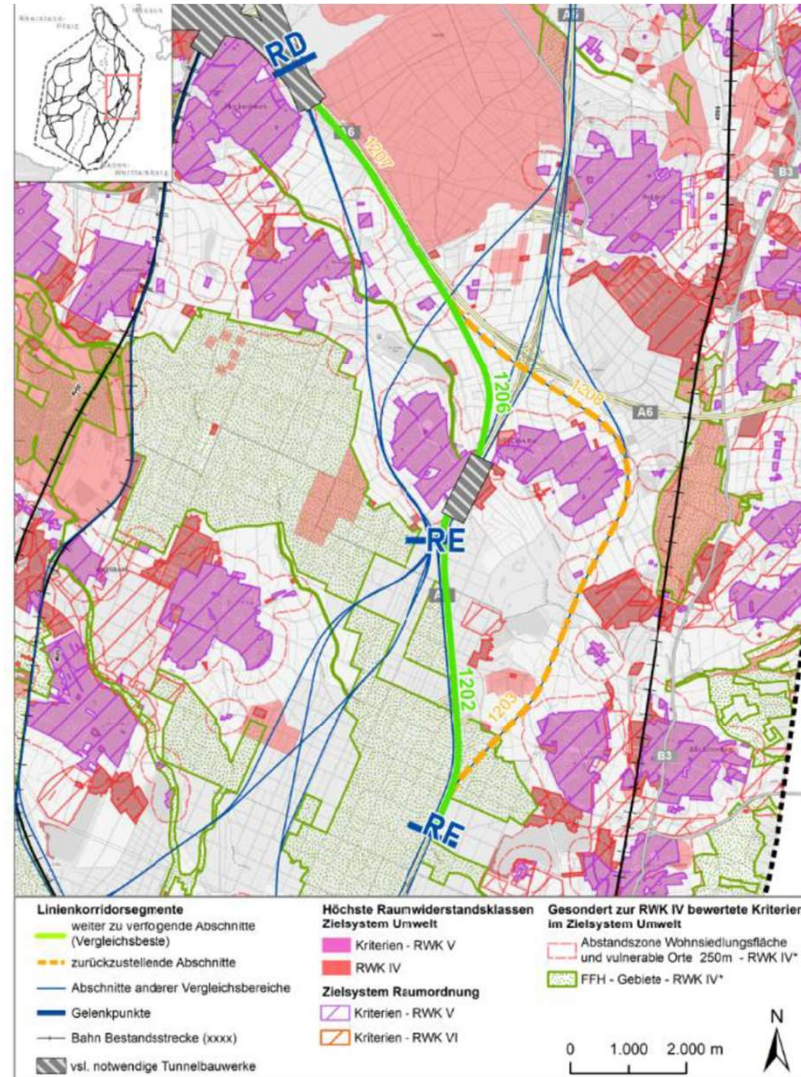 RD
A6
A6
1207
4080
B3
1206
1208
A6
RE
1202
1203
B3
RF
Linienkorridorsegmente
weiter zu verfolgende Abschnitte
(Vergleichsbeste)
zurückzustellende Abschnitte
Abschnitte anderer Vergleichsbereiche
Gelenkpunkte
Bahn Bestandsstrecke (xxxx)
vsl. notwendige Tunnelbauwerke
Höchste Raumwiderstandsklassen
Zielsystem Umwelt
Kriterien - RWK V
RWK IV
Zielsystem Raumordnung
Kriterien - RWK V
Kriterien - RWK VI
Gesondert zur RWK IV bewertete Kriterien
im Zielsystem Umwelt
Abstandszone Wohnsiedlungsfläche
und vulnerable Orte 250m - RWK IV*
FFH - Gebiete - RWK IV*
N
0 1.000 2.000 m